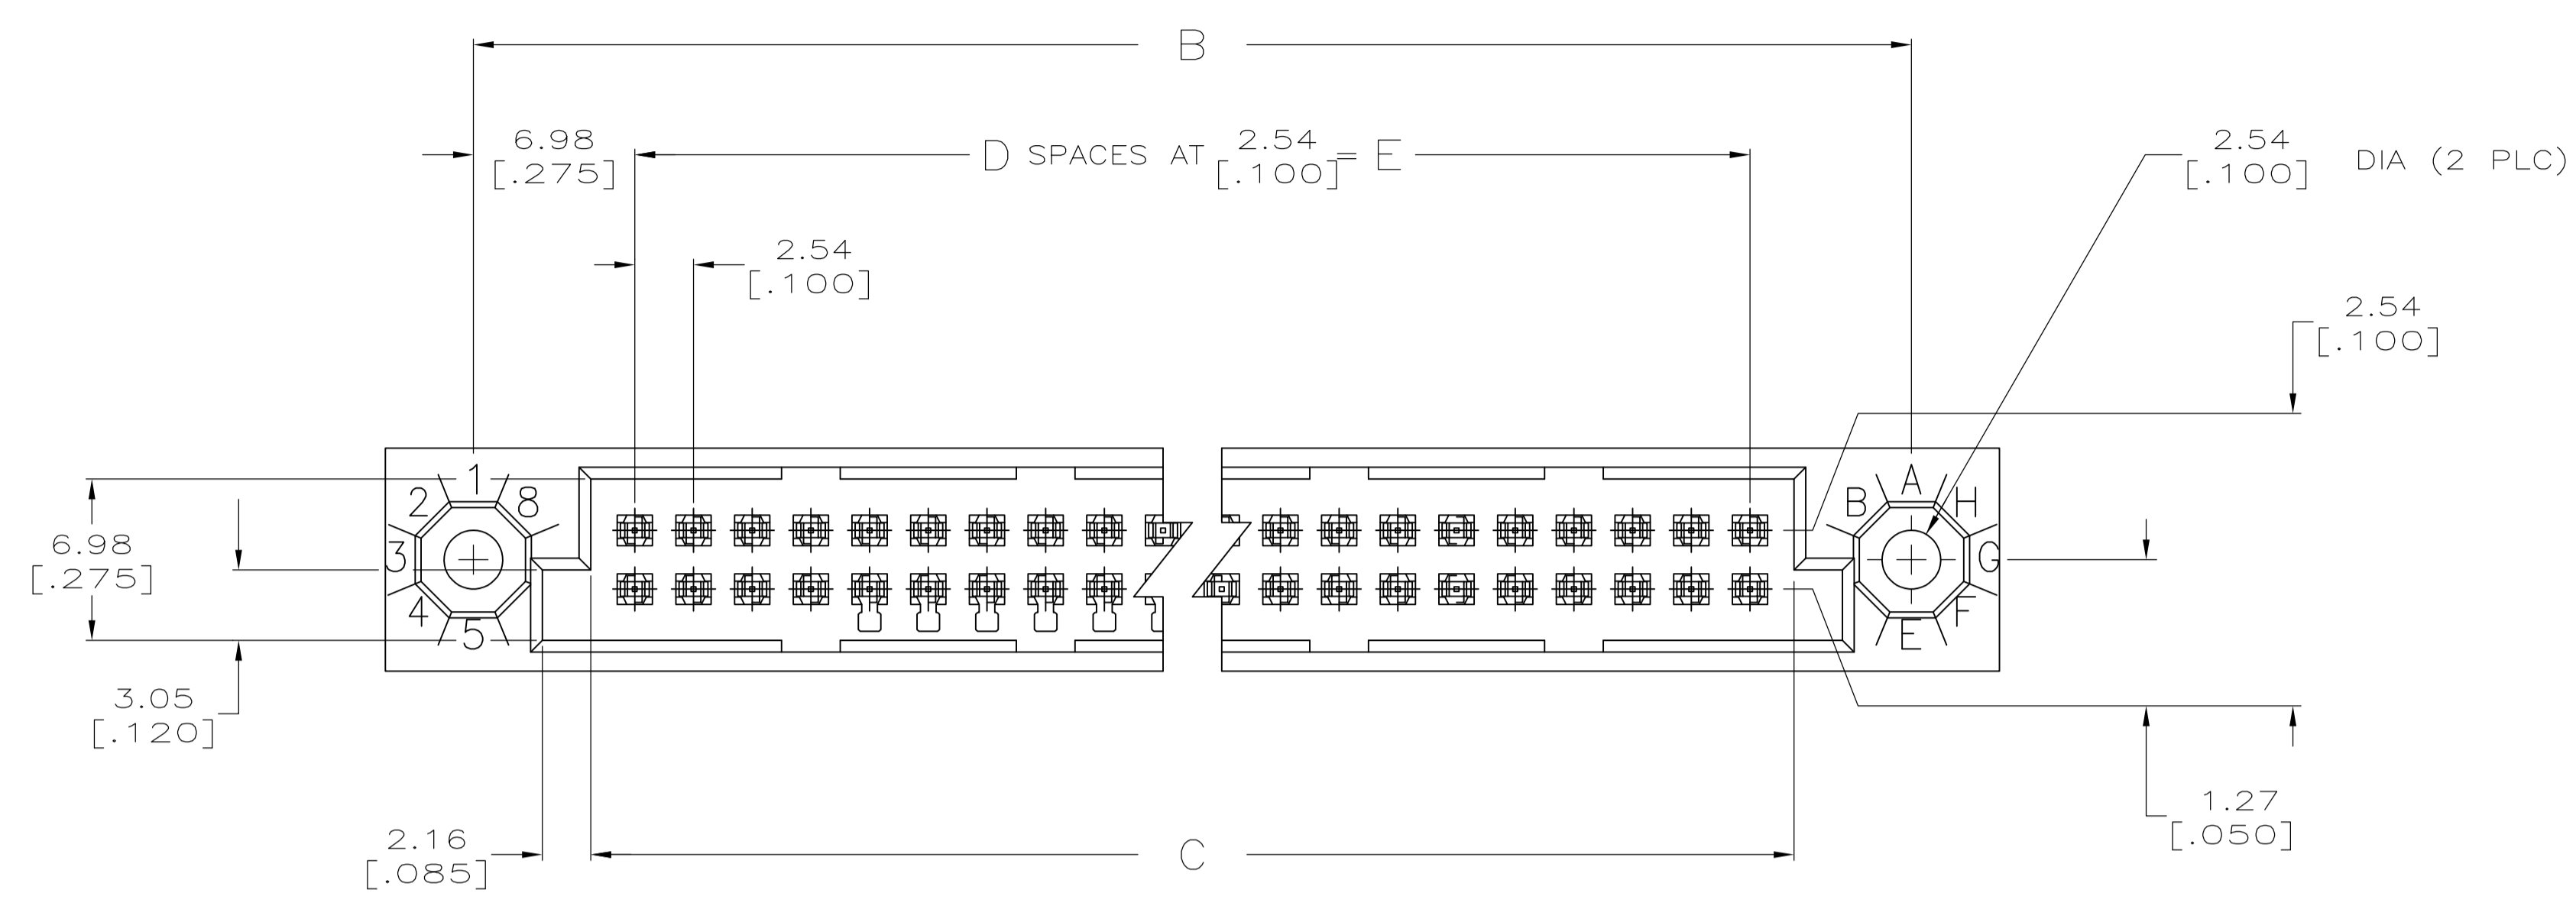 B
6.98
[.275]
D SPACES AT 2.54 = E
[.100]
2.54
[.100] DIA (2 PLC)
2.54
[.100]
2.54
[.100]
1
2
8
3
4
5
A
B
H
G
F
E
6.98
[.275]
3.05
[.120]
2.16
[.085]
C
1.27
[.050]